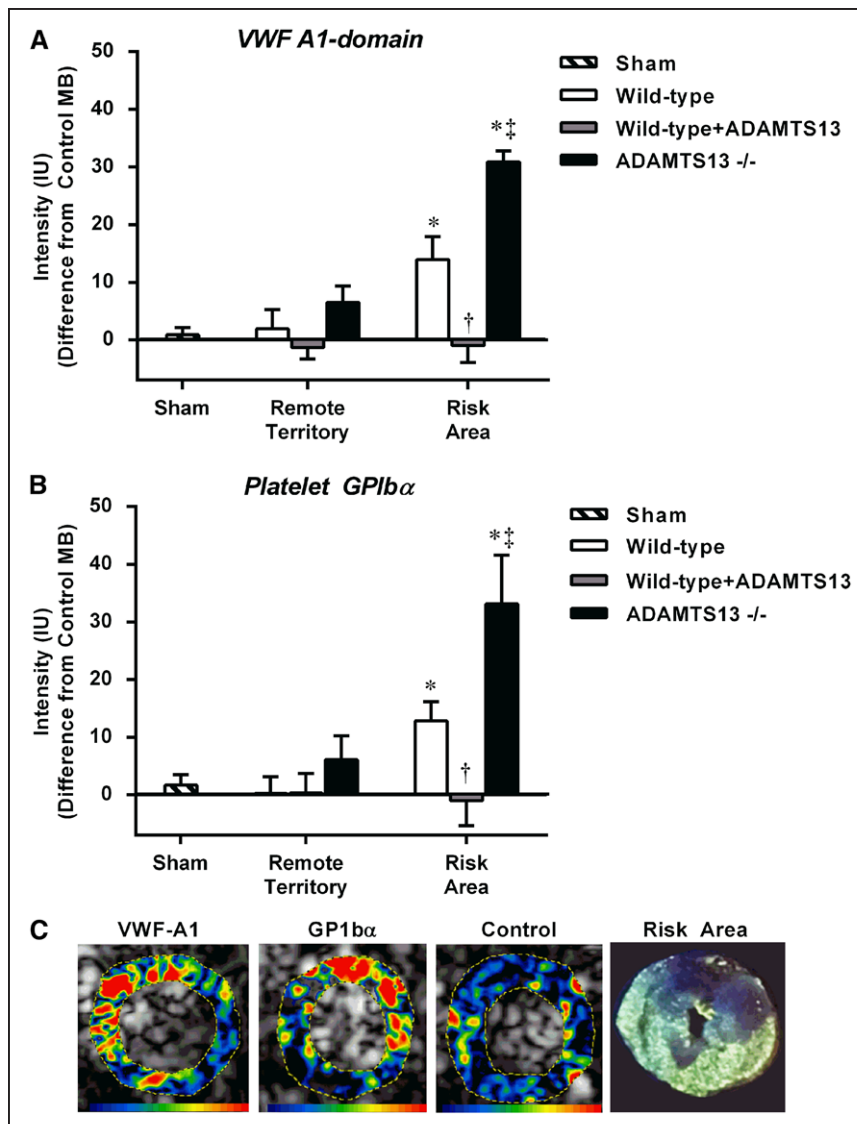 A
VWF A1-domain
Intensity (IU)
(Difference from Control MB)
50
40
30
20
10
0
*
†
*‡
Sham
Remote
Territory
Risk
Area
Sham
Wild-type
Wild-type+ADAMTS13
ADAMTS13 -/-
B
Platelet GPIbα
Intensity (IU)
(Difference from Control MB)
50
40
30
20
10
0
*
†
*‡
Sham
Remote
Territory
Risk
Area
Sham
Wild-type
Wild-type+ADAMTS13
ADAMTS13 -/-
C
VWF-A1
GP1bα
Control
Risk Area